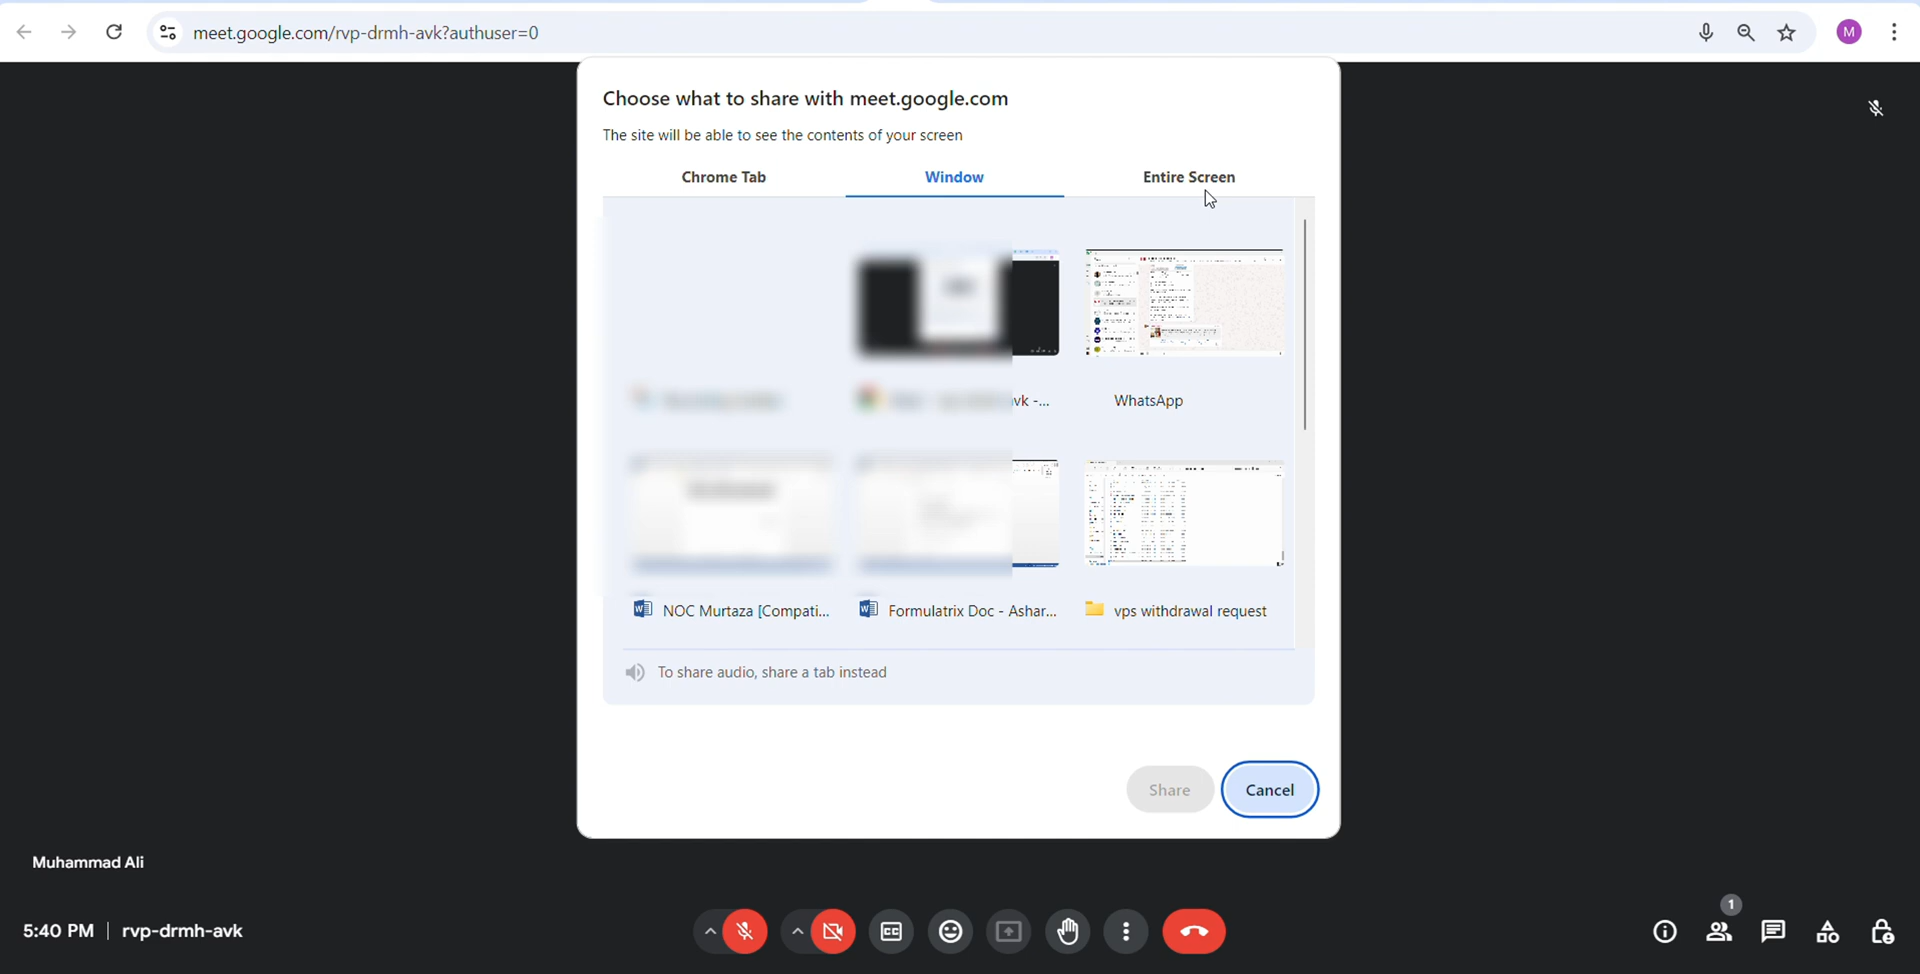 meet.google.com/rvp-drmh-avk?authuser=0
M
Choose what to share with meet.google.com
The site will be able to see the contents of your screen
Chrome Tab
Window
Entire Screen
vk -...
WhatsApp
NOC Murtaza [Compati...
Formulatrix Doc - Ashar...
vps withdrawal request
To share audio, share a tab instead
Share
Cancel
Muhammad Ali
5:40 PM | rvp-drmh-avk
CC
1